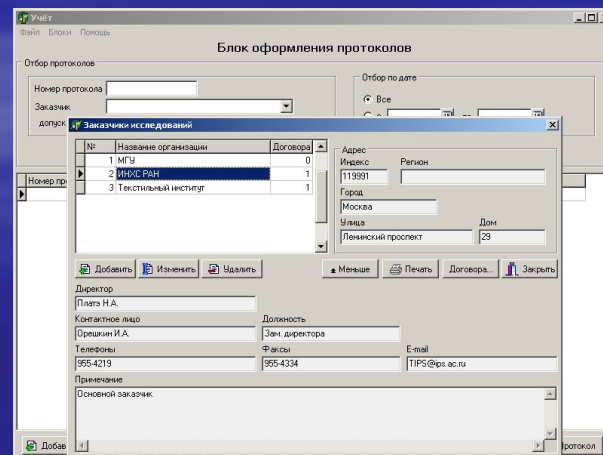 Учёт
Файл Блоки Помощь
Блок оформления протоколов
Отбор протоколов
Номер протокола
Заказчик
допуск
Отбор по дате
Все
с по
Номер
Заказчики исследований
№ Название организации Договора
1 МГУ 0
2 ИНХС РАН 1
3 Текстильный институт 1
Адрес
Индекс Регион
119991
Город
Москва
Улица Дом
Ленинский проспект 29
Добавить Изменить Удалить Меньше Печать Договора... Закрыть
Директор
Платэ Н.А.
Контактное лицо Должность
Орешкин И.А. Зам. директора
Телефоны Факсы E-mail
955-4219 955-4334 TIPS@ips.ac.ru
Примечание
Основной заказчик
Добав
ротокол